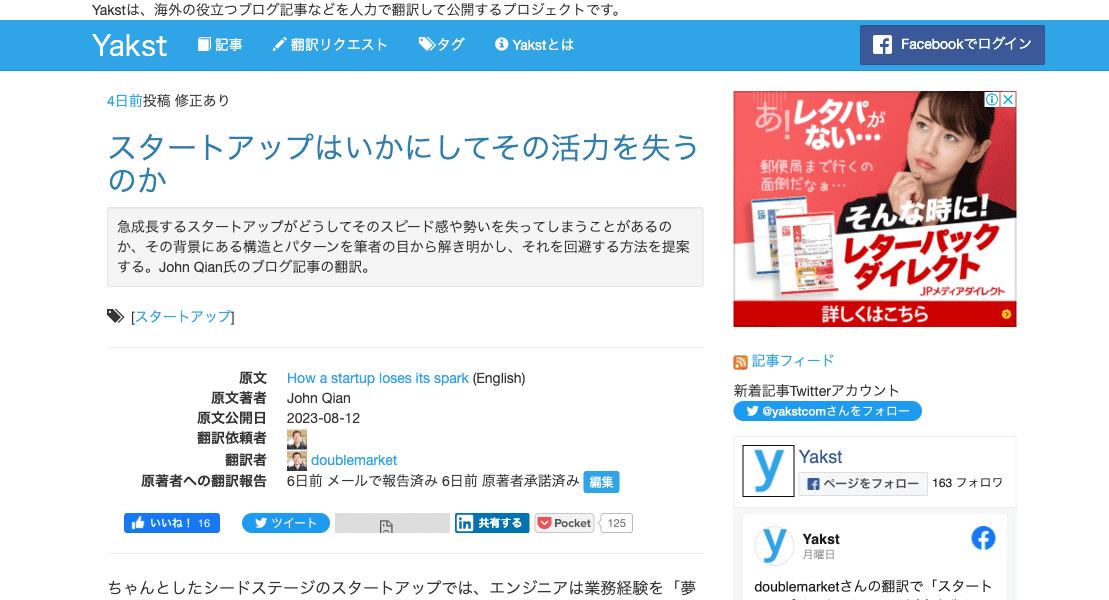 Yakstは、海外の役立つブログ記事などを人力で翻訳して公開するプロジェクトです。
Yakst 記事 翻訳リクエスト タグ Yakstとは Facebookでログイン
4日前投稿 修正あり
スタートアップはいかにしてその活力を失う
のか
急成長するスタートアップがどうしてそのスピード感や勢いを失ってしまうことがあるの
か、その背景にある構造とパターンを筆者の目から解き明かし、それを回避する方法を提案
する。John Qian氏のブログ記事の翻訳。
[スタートアップ]
原文 How a startup loses its spark (English)
原文著者 John Qian
原文公開日 2023-08-12
翻訳依頼者
翻訳者 doublemarket
原著者への翻訳報告 6日前 メールで報告済み 6日前 原著者承諾済み 編集
いいね！ 16 ツイート 共有する Pocket 125
ちゃんとしたシードステージのスタートアップでは、エンジニアは業務経験を「夢
あ!レタパが
ない…
郵便局まで行くの
面倒だなぁ…
そんな時に!
レターパック
ダイレクト
JPメディアダイレクト
詳しくはこちら
記事フィード
新着記事Twitterアカウント
@yakstcomさんをフォロー
Yakst
ページをフォロー 163 フォロワ
Yakst
月曜日
doublemarketさんの翻訳で「スタート